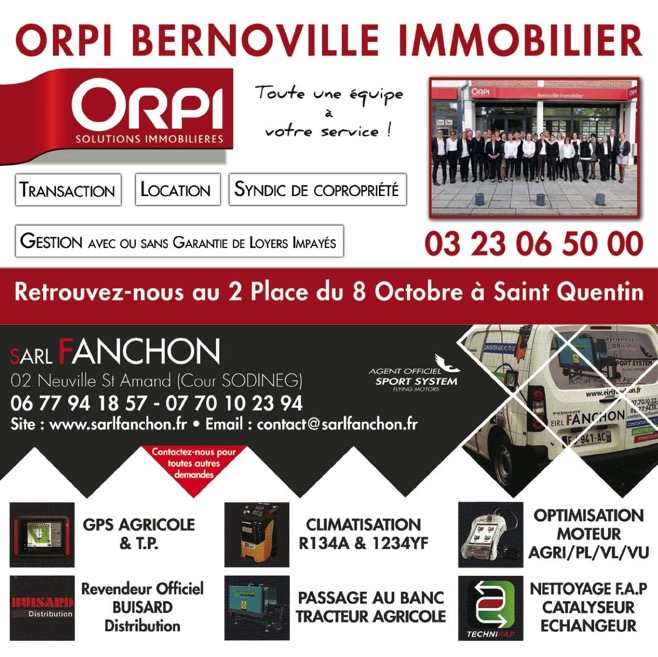 ORPI BERNOVILLE IMMOBILIER
ORPI
SOLUTIONS IMMOBILIERES
Toute une équipe
à
votre service !
ORPI
Bernoville Immobilier
TRANSACTION
LOCATION
SYNDIC DE COPROPRIÉTÉ
GESTION AVEC OU SANS GARANTIE DE LOYERS IMPAYÉS
03 23 06 50 00
Retrouvez-nous au 2 Place du 8 Octobre à Saint Quentin
SARL FANCHON
02 Neuville St Amand (Cour SODINEG)
06 77 94 18 57 - 07 70 10 23 94
Site : www.sarlfanchon.fr • Email : contact@sarlfanchon.fr
AGENT OFFICIEL
SPORT SYSTEM
FLYING MOTORS
SPORT SYSTEM
EIRL FANCHON
Contactez-nous pour
toutes autres
demandes
GPS AGRICOLE
& T.P.
CLIMATISATION
R134A & 1234YF
OPTIMISATION
MOTEUR
AGRI/PL/VL/VU
BUISARD
Distribution
Revendeur Officiel
BUISARD
Distribution
PASSAGE AU BANC
TRACTEUR AGRICOLE
TECHNIFAP
NETTOYAGE F.A.P
CATALYSEUR
ECHANGEUR